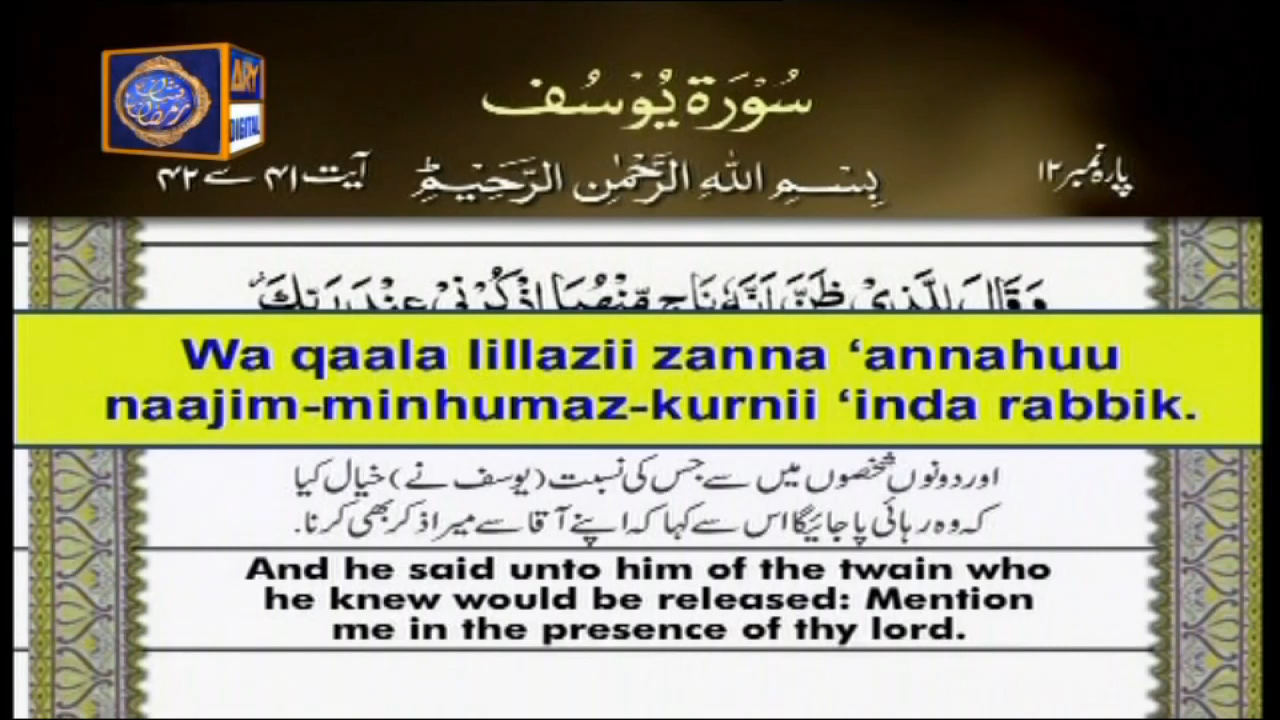 ARY
DIGITAL
سُوْرَة يُوْسُف
پارہ نمبر ۱۲
بِسْمِ اللّٰهِ الرَّحْمٰنِ الرَّحِيْمِ
آیت ۴۱ سے ۴۲
وَقَالَ لِلَّذِیْ ظَنَّ اَنَّهٗ نَاجٍ مِّنْهُمَا اذْكُرْنِیْ عِنْدَ رَبِّكَ
Wa qaala lillazii zanna ‘annahuu
naajim-minhumaz-kurnii ‘inda rabbik.
اور دونوں شخصوں میں سے جس کی نسبت (یوسف نے) خیال کیا
کہ وہ رہائی پا جائیگا اس سے کہا کہ اپنے آقا سے میرا ذکر بھی کرنا۔
And he said unto him of the twain who
he knew would be released: Mention
me in the presence of thy lord.